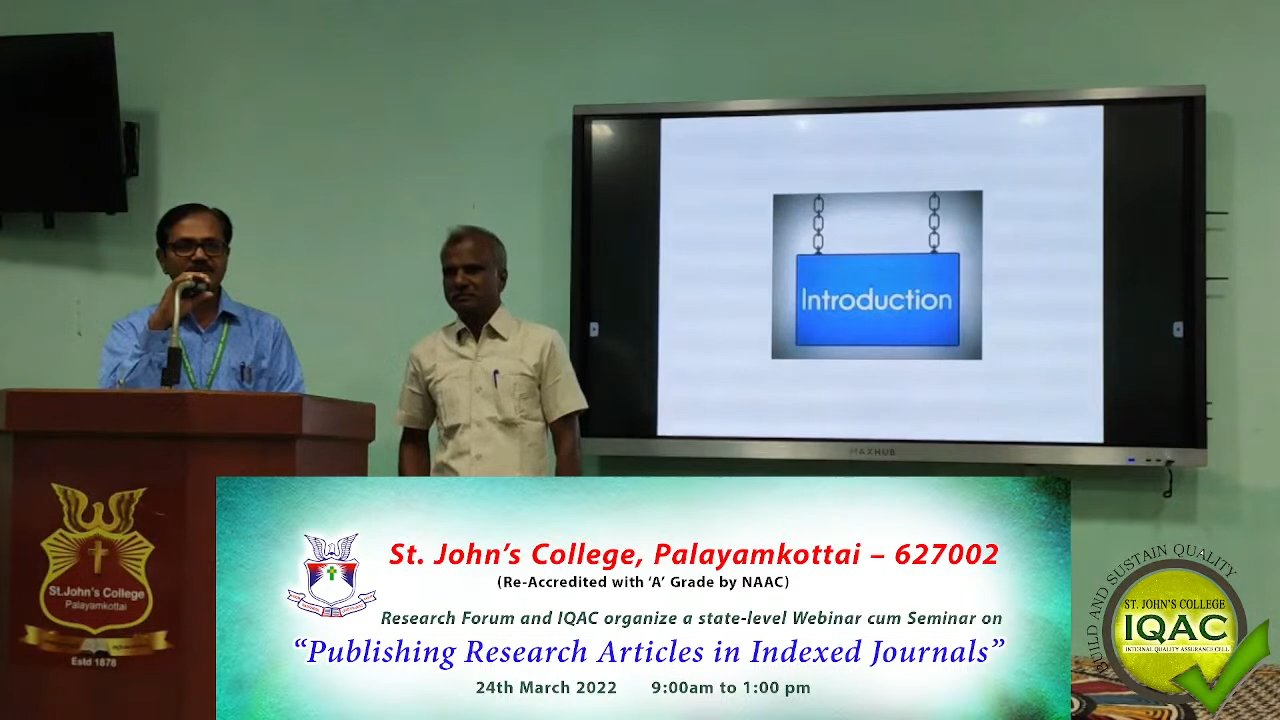 Introduction
MAXHUB
St.John's College
Palayamkottai
Estd 1878
St. John's College, Palayamkottai – 627002
(Re-Accredited with 'A' Grade by NAAC)
Research Forum and IQAC organize a state-level Webinar cum Seminar on
"Publishing Research Articles in Indexed Journals"
24th March 2022 9:00am to 1:00 pm
BUILD AND SUSTAIN QUALITY
ST. JOHN'S COLLEGE
IQAC
INTERNAL QUALITY ASSURANCE CELL